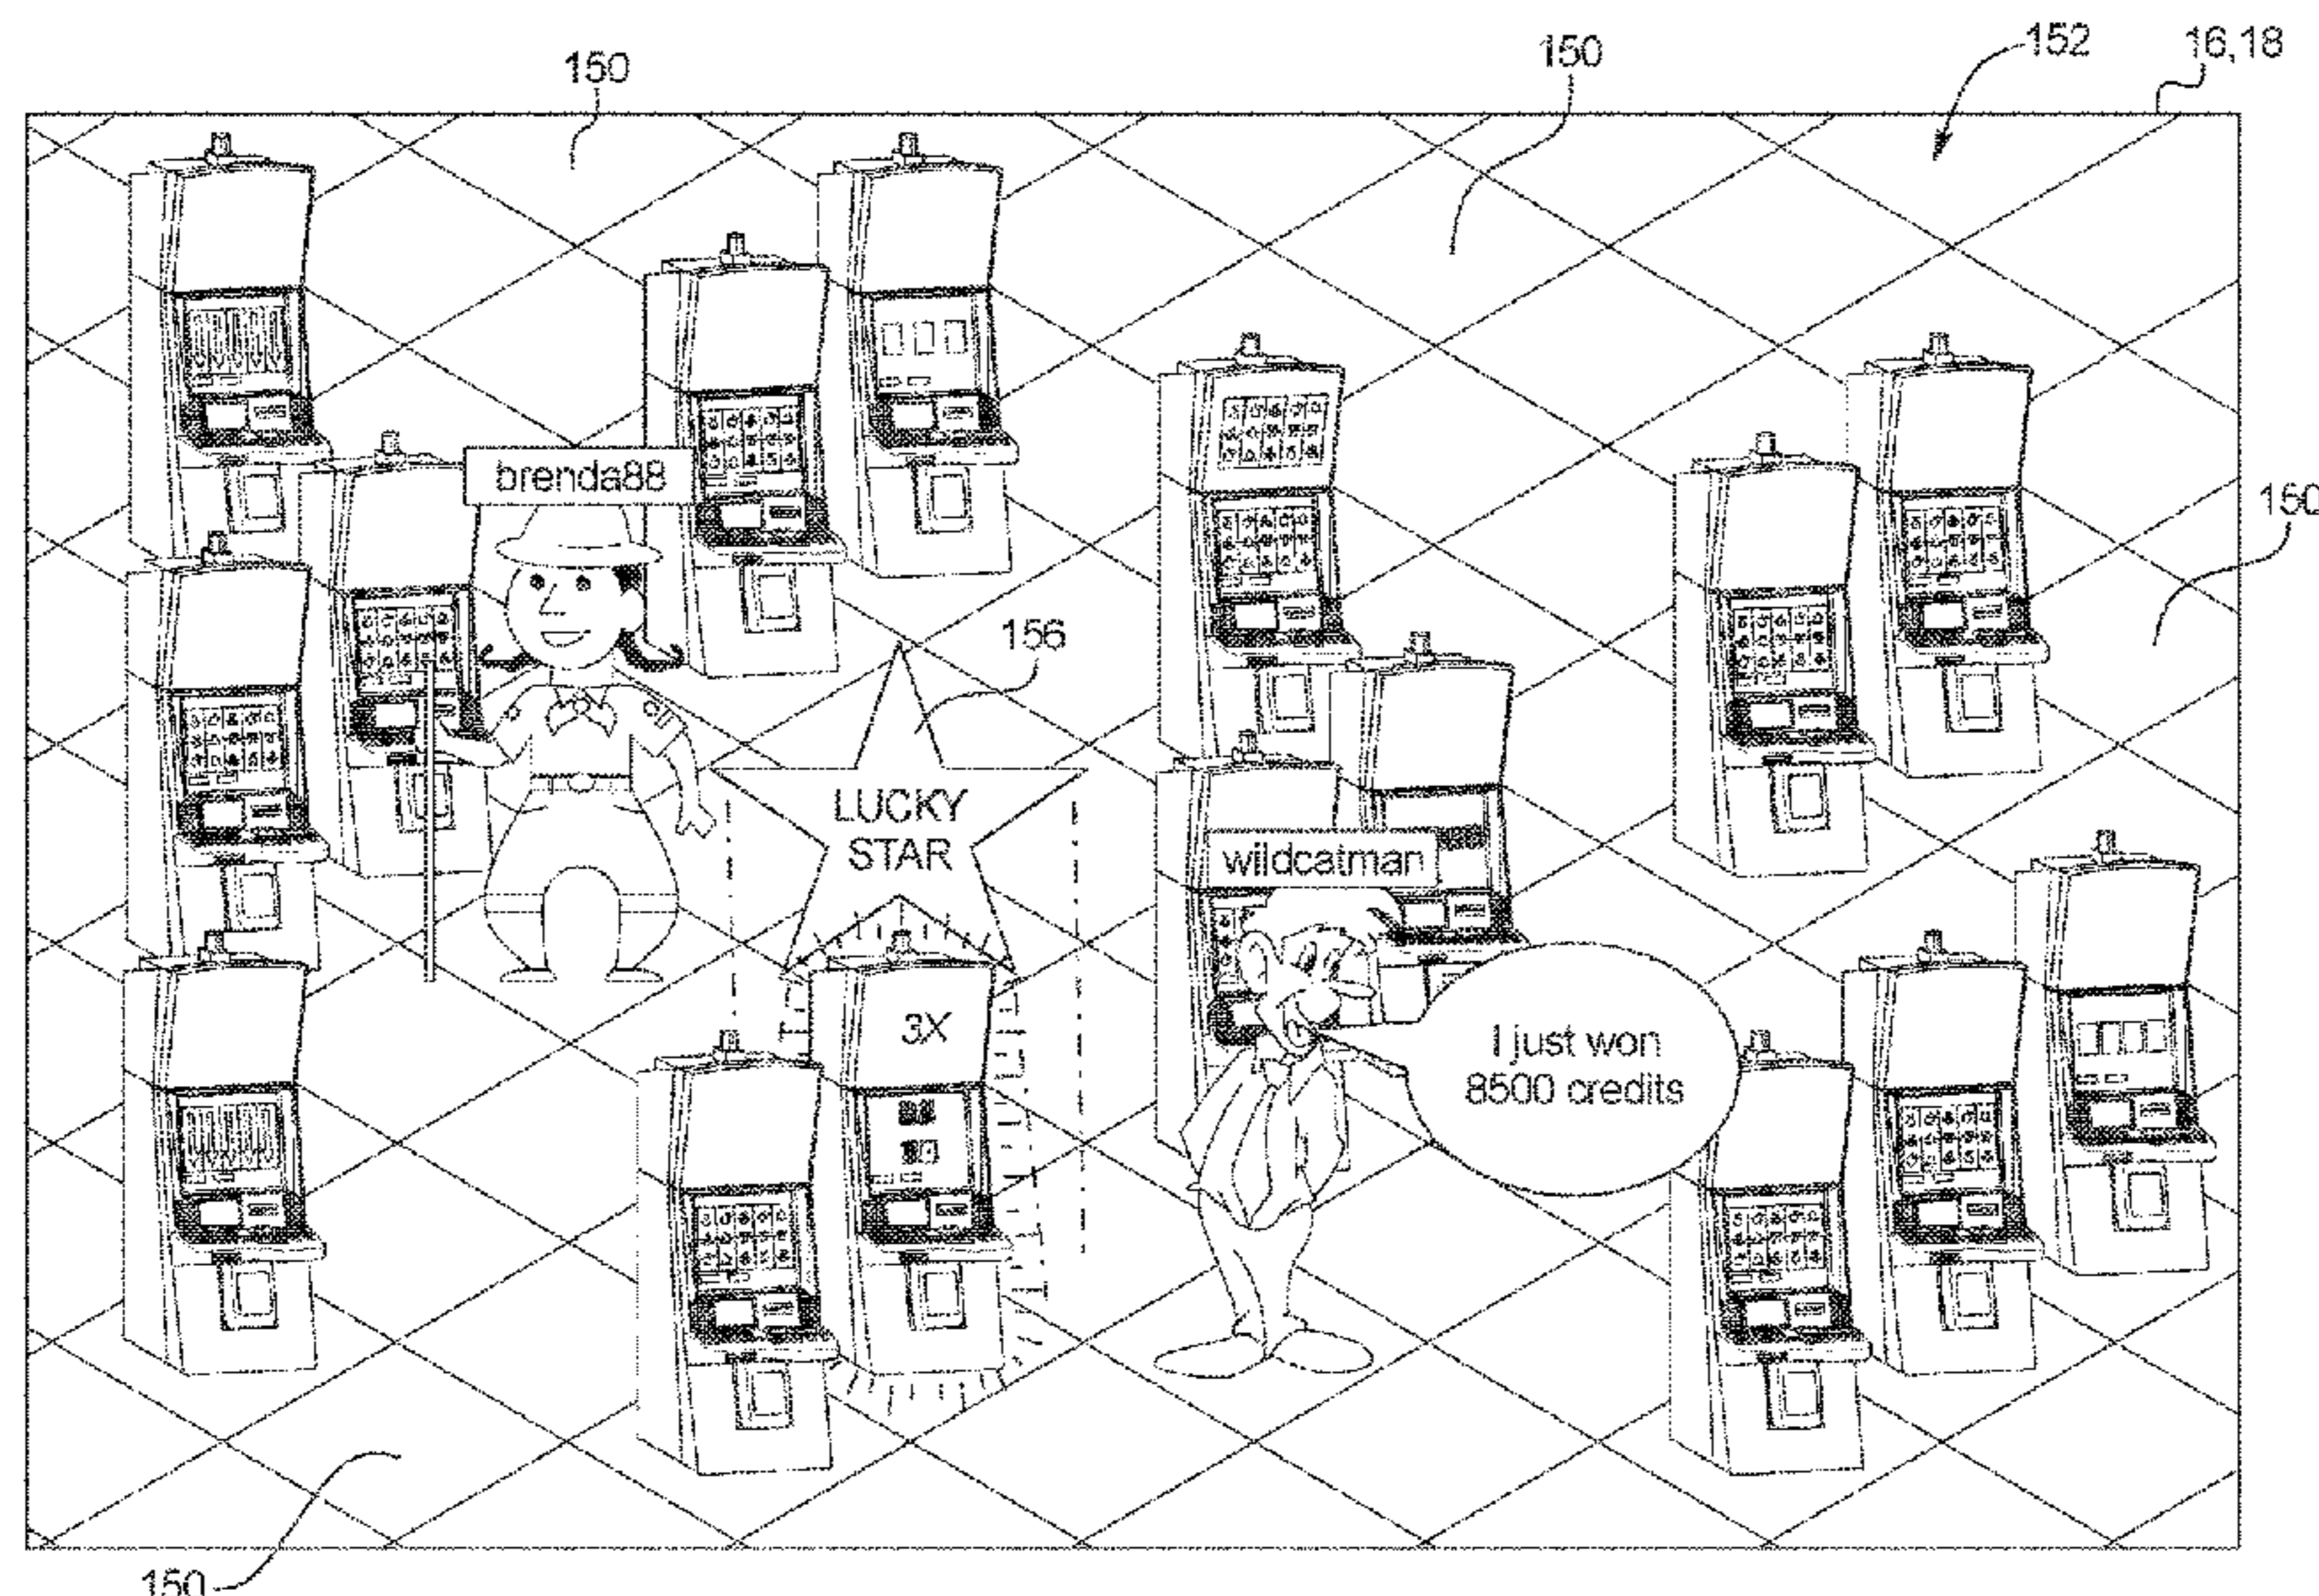 152
16,18
150
150
brenda88
150
156
LUCKY
STAR
wildcatman
3X
I just won
8500 credits
150